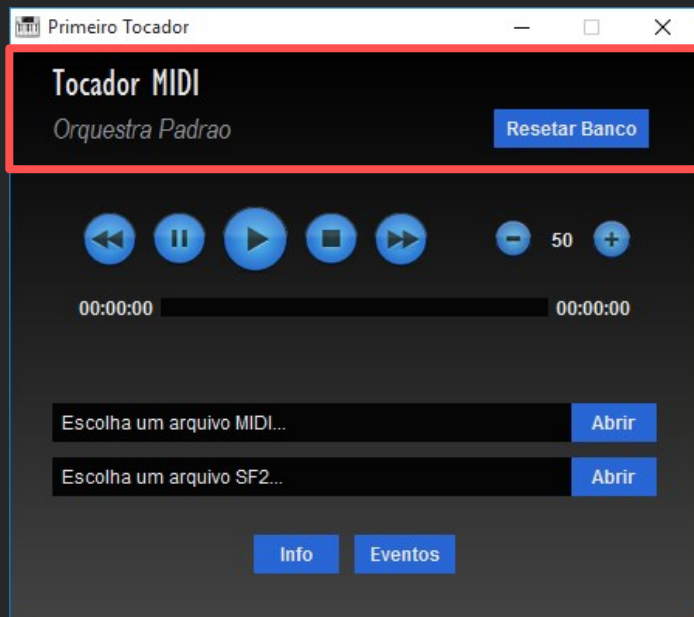 Primeiro Tocador
Tocador MIDI
Orquestra Padrao
Resetar Banco
50
00:00:00
00:00:00
Escolha um arquivo MIDI...
Abrir
Escolha um arquivo SF2...
Abrir
Info
Eventos